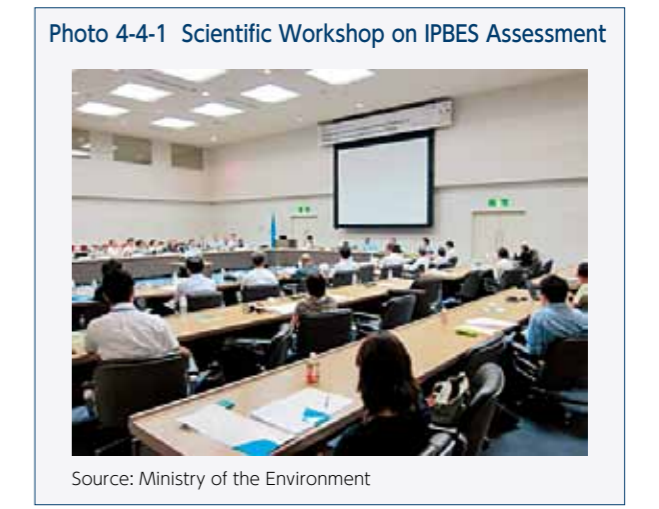 Photo 4-4-1 Scientific Workshop on IPBES Assessment
Source: Ministry of the Environment